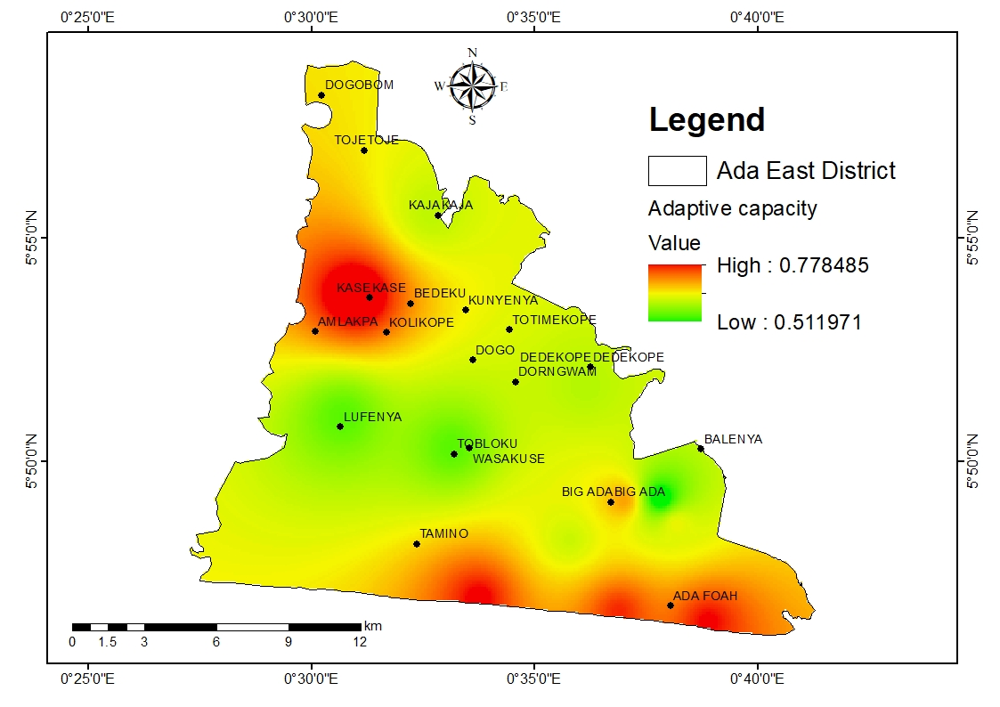 0°25'0"E 0°30'0"E 0°35'0"E 0°40'0"E
N
W E
S
DOGOBOM
Legend
TOJETOJE
Ada East District
KAJAKAJA
Adaptive capacity
5°55'0"N 5°55'0"N
Value
High : 0.778485
KASEKASE
BEDEKU
KUNYENYA
AMLAKPA
KOLIKOPE
TOTIMEKOPE
Low : 0.511971
DOGO
DEDEKOPE DEDEKOPE
DORNGWAM
LUFENYA
TOBLOKU
BALENYA
5°50'0"N 5°50'0"N
WASAKUSE
BIG ADA BIG ADA
TAMINO
ADA FOAH
km
0 1.5 3 6 9 12
0°25'0"E 0°30'0"E 0°35'0"E 0°40'0"E